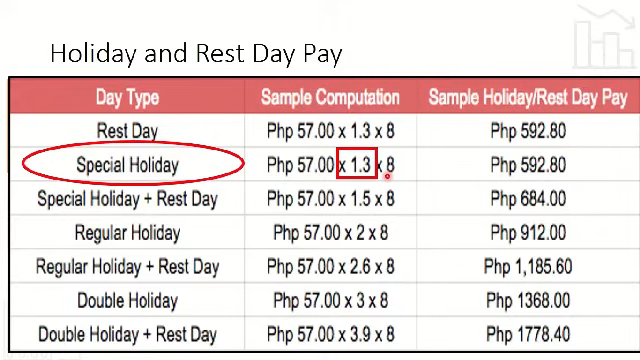 Holiday and Rest Day Pay
Day Type Sample Computation Sample Holiday/Rest Day Pay
Rest Day Php 57.00 x 1.3 x 8 Php 592.80
Special Holiday Php 57.00 x 1.3 x 8 Php 592.80
Special Holiday + Rest Day Php 57.00 x 1.5 x 8 Php 684.00
Regular Holiday Php 57.00 x 2 x 8 Php 912.00
Regular Holiday + Rest Day Php 57.00 x 2.6 x 8 Php 1,185.60
Double Holiday Php 57.00 x 3 x 8 Php 1368.00
Double Holiday + Rest Day Php 57.00 x 3.9 x 8 Php 1778.40